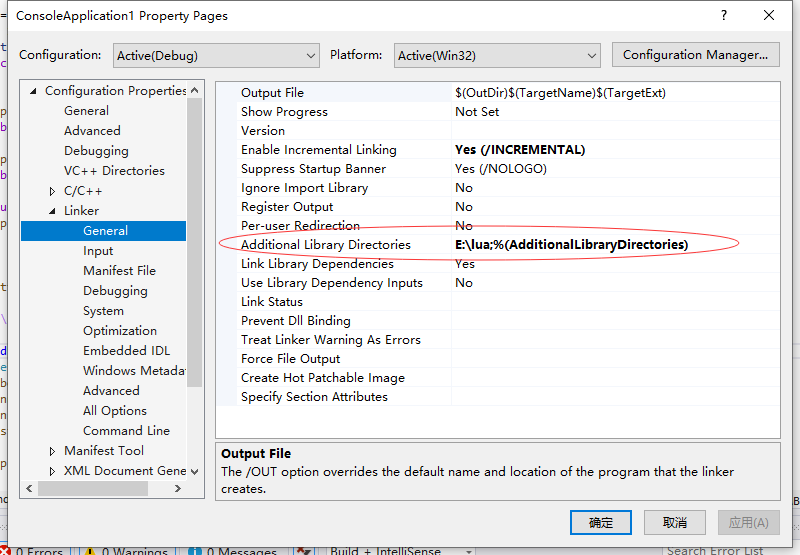 ConsoleApplication1 Property Pages
?
Configuration: Active(Debug) Platform: Active(Win32) Configuration Manager...
Configuration Properties
General
Advanced
Debugging
VC++ Directories
C/C++
Linker
General
Input
Manifest File
Debugging
System
Optimization
Embedded IDL
Windows Metada
Advanced
All Options
Command Line
Manifest Tool
XML Document Gene
Output File $(OutDir)$(TargetName)$(TargetExt)
Show Progress Not Set
Version
Enable Incremental Linking Yes (/INCREMENTAL)
Suppress Startup Banner Yes (/NOLOGO)
Ignore Import Library No
Register Output No
Per-user Redirection No
Additional Library Directories E:\lua;%(AdditionalLibraryDirectories)
Link Library Dependencies Yes
Use Library Dependency Inputs No
Link Status
Prevent Dll Binding
Treat Linker Warning As Errors
Force File Output
Create Hot Patchable Image
Specify Section Attributes
Output File
The /OUT option overrides the default name and location of the program that the linker
creates.
确定 取消 应用(A)
0 Errors 0 Warnings 0 Messages Build + IntelliSense Search Error List